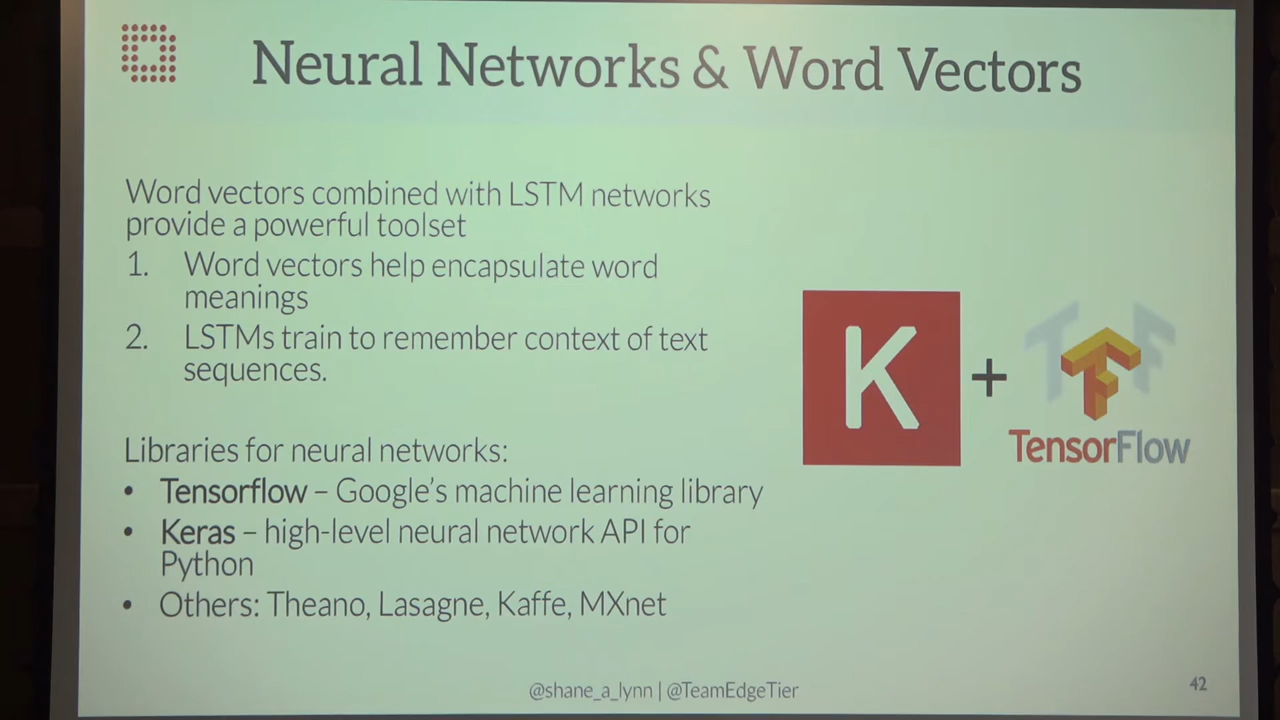 Neural Networks & Word Vectors
Word vectors combined with LSTM networks
provide a powerful toolset
1. Word vectors help encapsulate word
meanings
2. LSTMs train to remember context of text
sequences.
K + TF
TensorFlow
Libraries for neural networks:
• Tensorflow – Google's machine learning library
• Keras – high-level neural network API for
Python
• Others: Theano, Lasagne, Kaffe, MXnet
@shane_a_lynn | @TeamEdgeTier
42